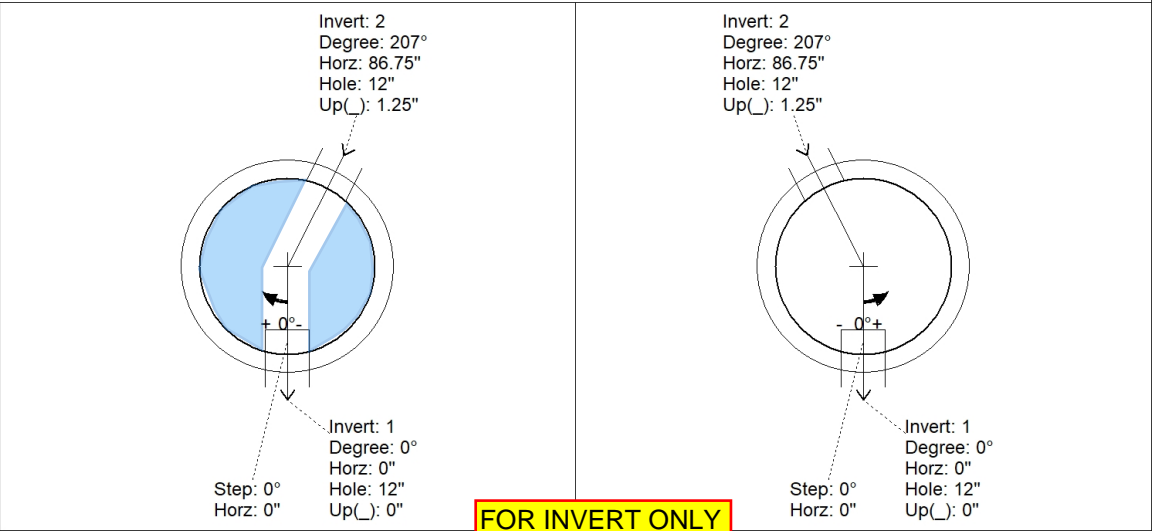 Invert: 2
Degree: 207°
Horz: 86.75"
Hole: 12"
Up(_): 1.25"
+ 0°-
Invert: 1
Degree: 0°
Horz: 0"
Hole: 12"
Up(_): 0"
Step: 0°
Horz: 0"
Invert: 2
Degree: 207°
Horz: 86.75"
Hole: 12"
Up(_): 1.25"
- 0°+
Invert: 1
Degree: 0°
Horz: 0"
Hole: 12"
Up(_): 0"
Step: 0°
Horz: 0"
FOR INVERT ONLY